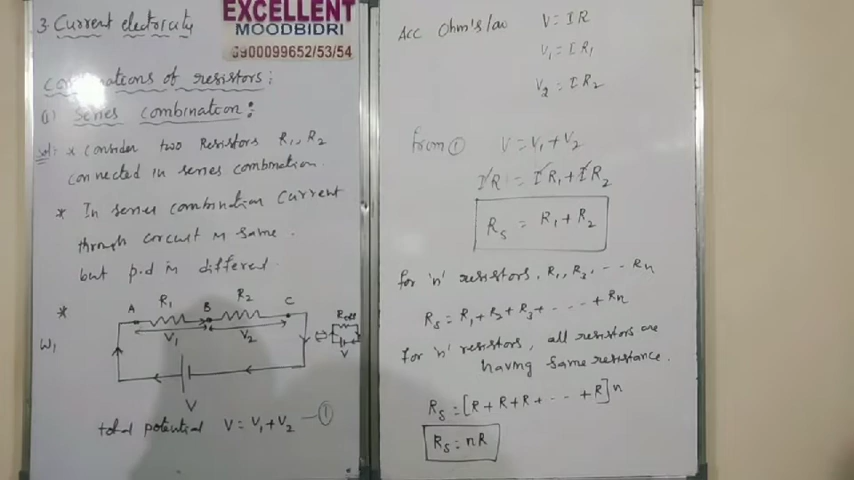 3. Current electricity
EXCELLENT
MOODBIDRI
6900099652/53/54
of resistors:
(1) Series combination:
* consider two Resistors R₁, R₂
connected in series combination.
* In series combination current
through circuit is same.
but p.d is different.
*
A R₁ B R₂ C
V₁ V₂
V
V
total potential V = V₁ + V₂ —①
Acc Ohm's law V = IR
V₁ = IR₁
V₂ = IR₂
from ① V = V₁ + V₂
IR = IR₁ + IR₂
Rs = R₁ + R₂
for 'n' resistors, R₁, R₂, --- Rn
Rs = R₁ + R₂ + R₃ + ---- + Rn
for 'n' resistors, all resistors are
having same resistance.
Rs = [R + R + R + --- + R] n
Rs = nR